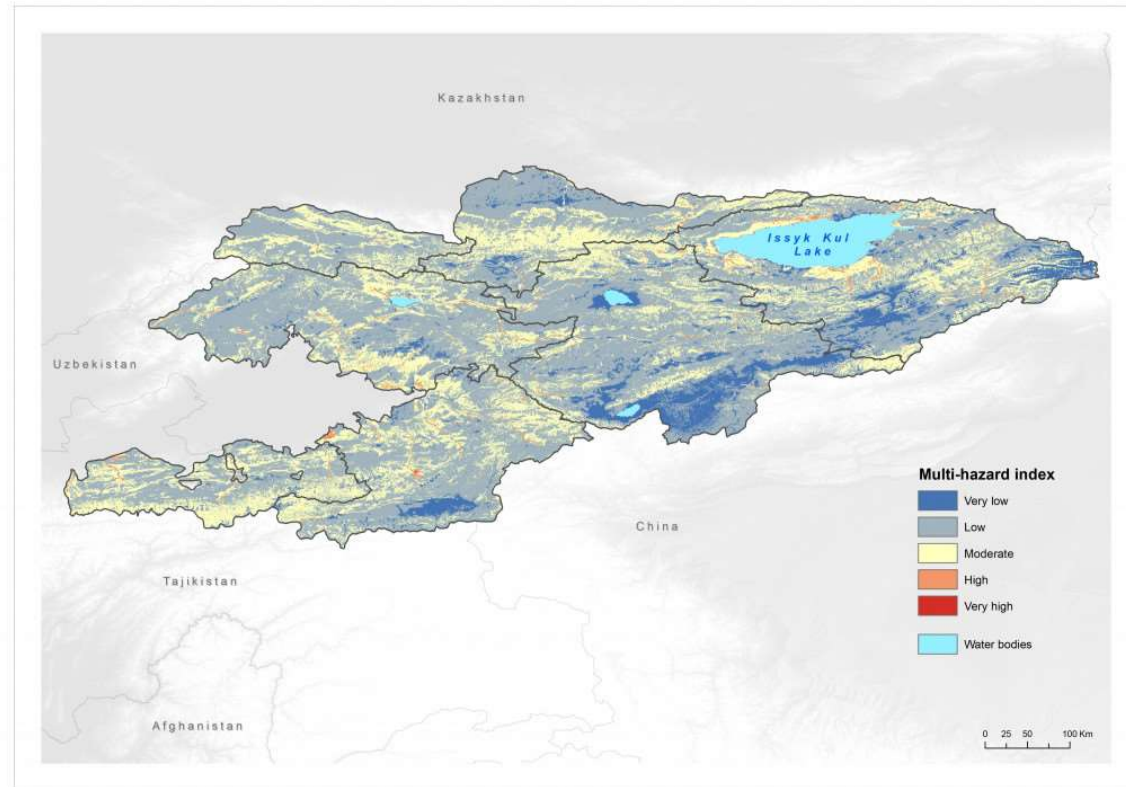 Kazakhstan
Issyk Kul
Lake
Uzbekistan
China
Tajikistan
Afghanistan
Multi-hazard index
Very low
Low
Moderate
High
Very high
Water bodies
0 25 50 100 Km